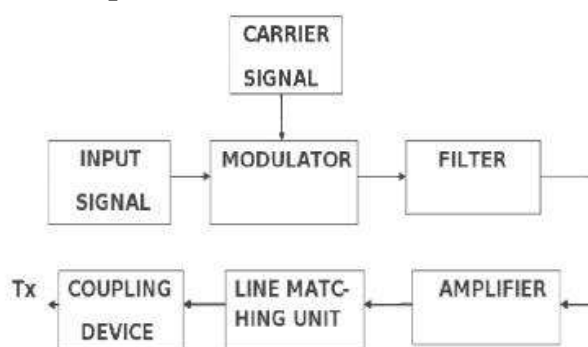 CARRIER
SIGNAL
INPUT
SIGNAL
MODULATOR
FILTER
Tx
COUPLING
DEVICE
LINE MATC-
HING UNIT
AMPLIFIER